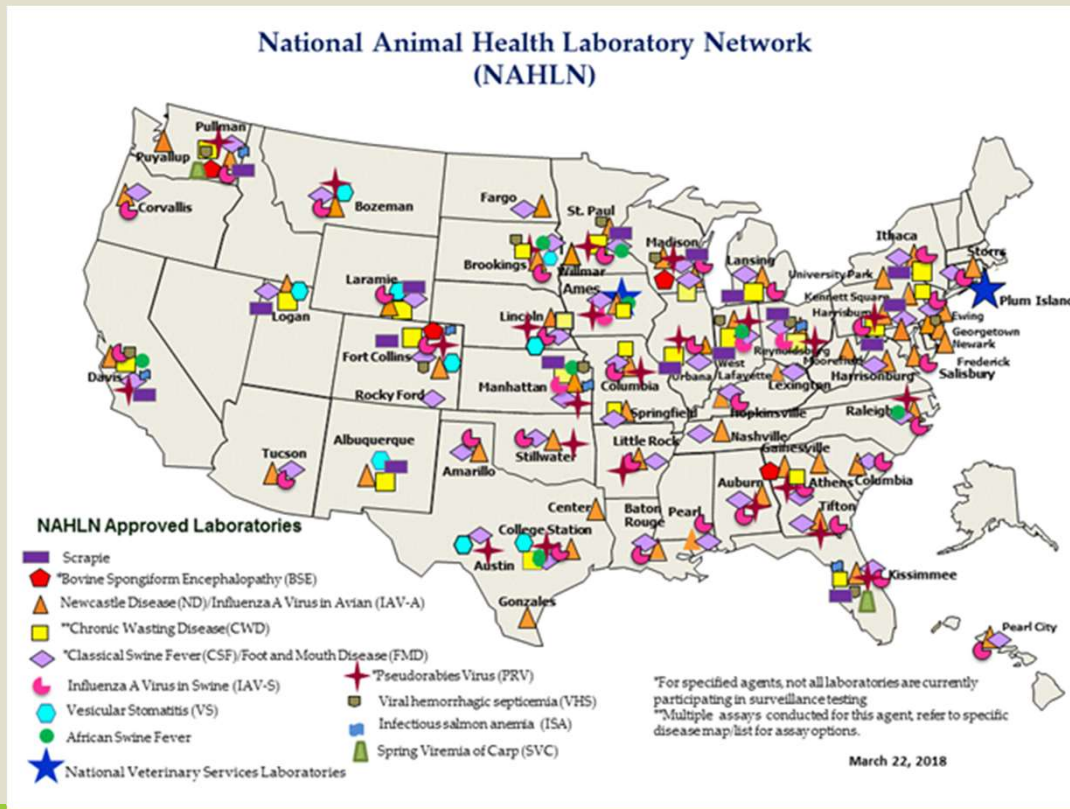 National Animal Health Laboratory Network
(NAHLN)
Pullman
Puyallup
Corvallis
Bozeman
Fargo
St. Paul
Brookings
Willmar
Madison
Lansing
Ithaca
Storrs
University Park
Plum Island
Kennett Square
Harrisburg
Ewing
Georgetown
Newark
Frederick
Salisbury
Laramie
Logan
Ames
Lincoln
Fort Collins
Rocky Ford
Manhattan
Columbia
Urbana
West
Lafayette
Reynoldsburg
Moorefield
Harrisonburg
Lexington
Davis
Springfield
Hopkinsville
Raleigh
Tucson
Albuquerque
Amarillo
Stillwater
Little Rock
Nashville
Gainesville
Athens
Columbia
Auburn
Tifton
Center
Baton
Rouge
Pearl
College Station
Austin
Gonzales
Kissimmee
Pearl City
NAHLN Approved Laboratories
Scrapie
*Bovine Spongiform Encephalopathy (BSE)
Newcastle Disease(ND)/Influenza A Virus in Avian (IAV-A)
**Chronic Wasting Disease(CWD)
*Classical Swine Fever(CSF)/Foot and Mouth Disease(FMD)
Influenza A Virus in Swine (IAV-S)
Vesicular Stomatitis (VS)
African Swine Fever
National Veterinary Services Laboratories
*Pseudorabies Virus (PRV)
Viral hemorrhagic septicemia (VHS)
Infectious salmon anemia (ISA)
Spring Viremia of Carp (SVC)
*For specified agents, not all laboratories are currently
participating in surveillance testing
**Multiple assays conducted for this agent, refer to specific
disease map/list for assay options.
March 22, 2018